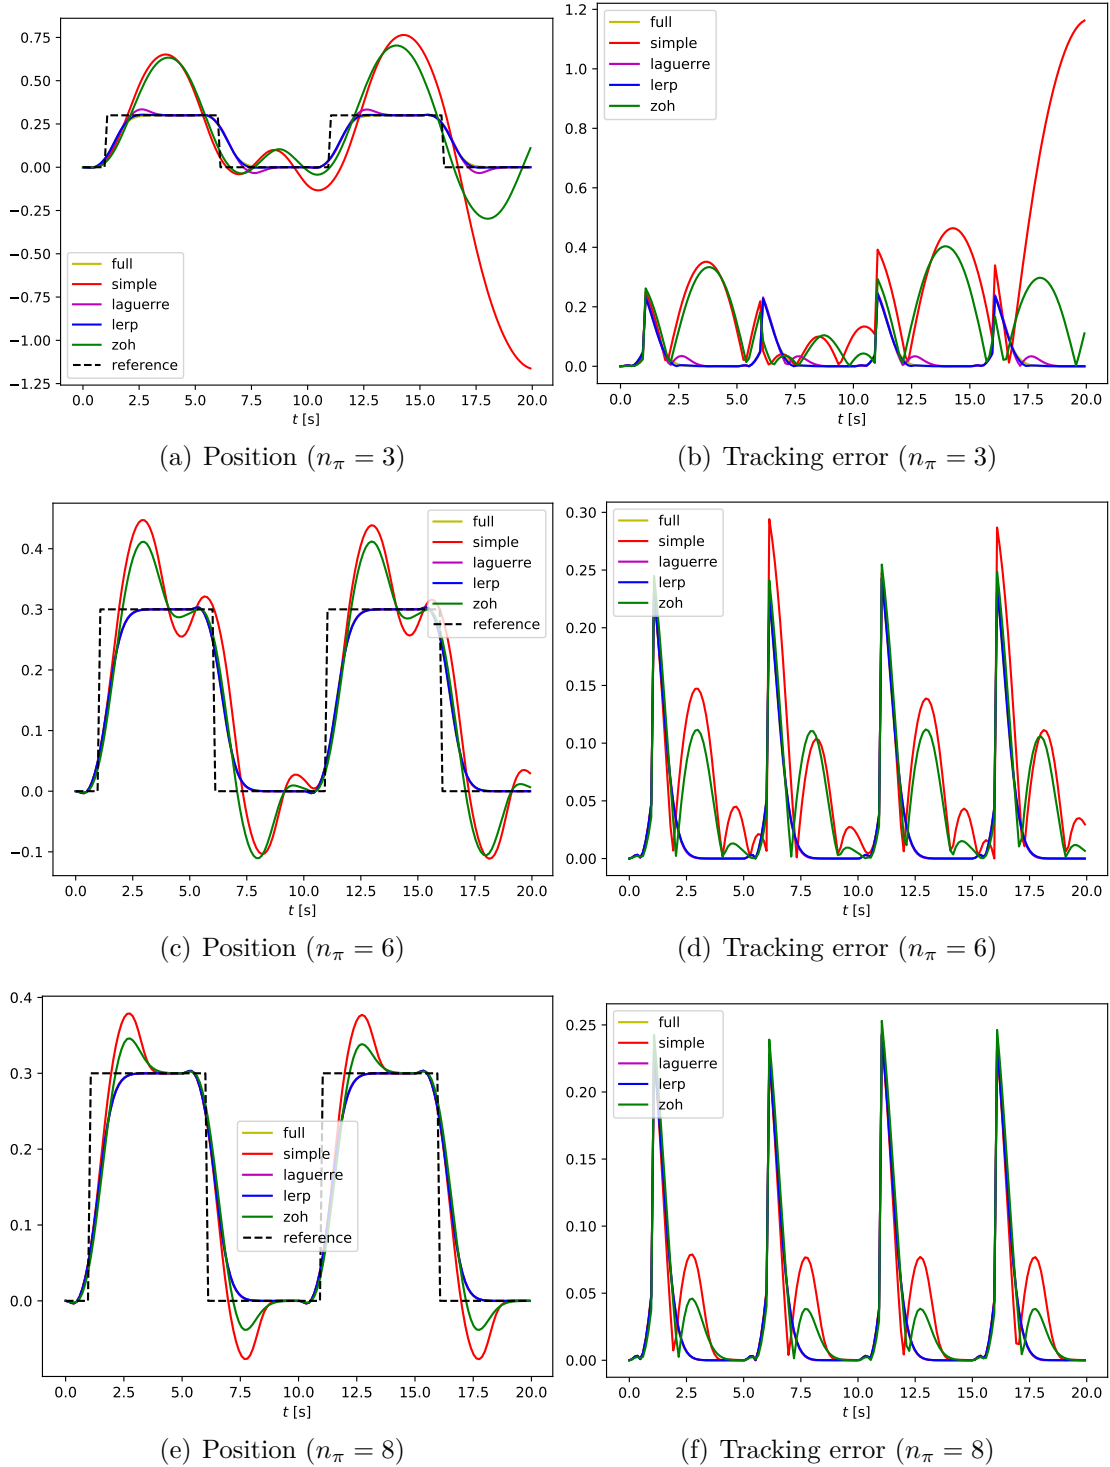 0.75
0.50
0.25
0.00
−0.25
−0.50
−0.75
−1.00
−1.25
full
simple
laguerre
lerp
zoh
reference
0.0 2.5 5.0 7.5 10.0 12.5 15.0 17.5 20.0
t [s]
(a) Position (n_π = 3)
1.2
1.0
0.8
0.6
0.4
0.2
0.0
full
simple
laguerre
lerp
zoh
0.0 2.5 5.0 7.5 10.0 12.5 15.0 17.5 20.0
t [s]
(b) Tracking error (n_π = 3)
0.4
0.3
0.2
0.1
0.0
−0.1
full
simple
laguerre
lerp
zoh
reference
0.0 2.5 5.0 7.5 10.0 12.5 15.0 17.5 20.0
t [s]
(c) Position (n_π = 6)
0.30
0.25
0.20
0.15
0.10
0.05
0.00
full
simple
laguerre
lerp
zoh
0.0 2.5 5.0 7.5 10.0 12.5 15.0 17.5 20.0
t [s]
(d) Tracking error (n_π = 6)
0.4
0.3
0.2
0.1
0.0
full
simple
laguerre
lerp
zoh
reference
0.0 2.5 5.0 7.5 10.0 12.5 15.0 17.5 20.0
t [s]
(e) Position (n_π = 8)
0.25
0.20
0.15
0.10
0.05
0.00
full
simple
laguerre
lerp
zoh
0.0 2.5 5.0 7.5 10.0 12.5 15.0 17.5 20.0
t [s]
(f) Tracking error (n_π = 8)